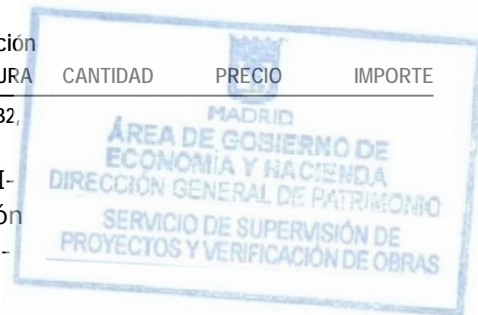 ción
URA CANTIDAD PRECIO IMPORTE
32,
I-
ón
-
MADRID
ÁREA DE GOBIERNO DE
ECONOMÍA Y HACIENDA
DIRECCIÓN GENERAL DE PATRIMONIO
SERVICIO DE SUPERVISIÓN DE
PROYECTOS Y VERIFICACIÓN DE OBRAS